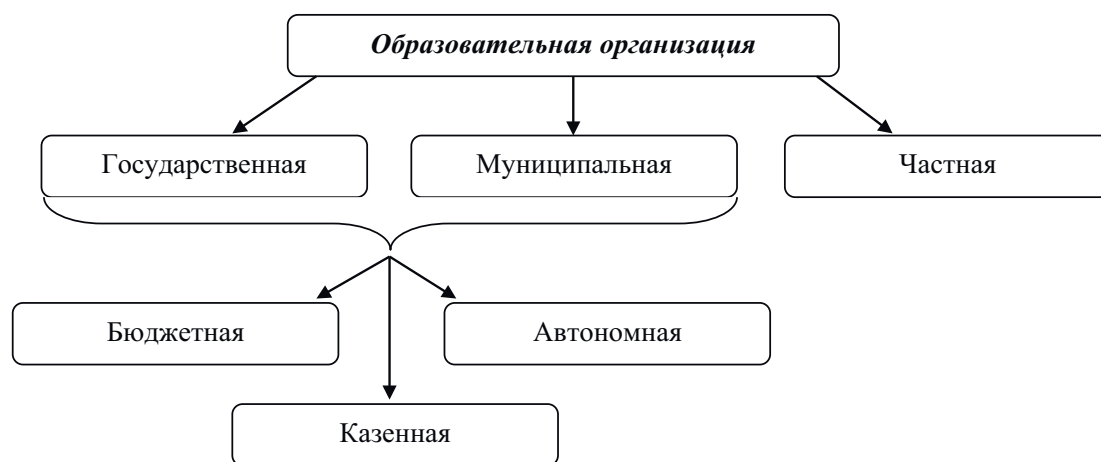 Образовательная организация
Государственная
Муниципальная
Частная
Бюджетная
Автономная
Казенная